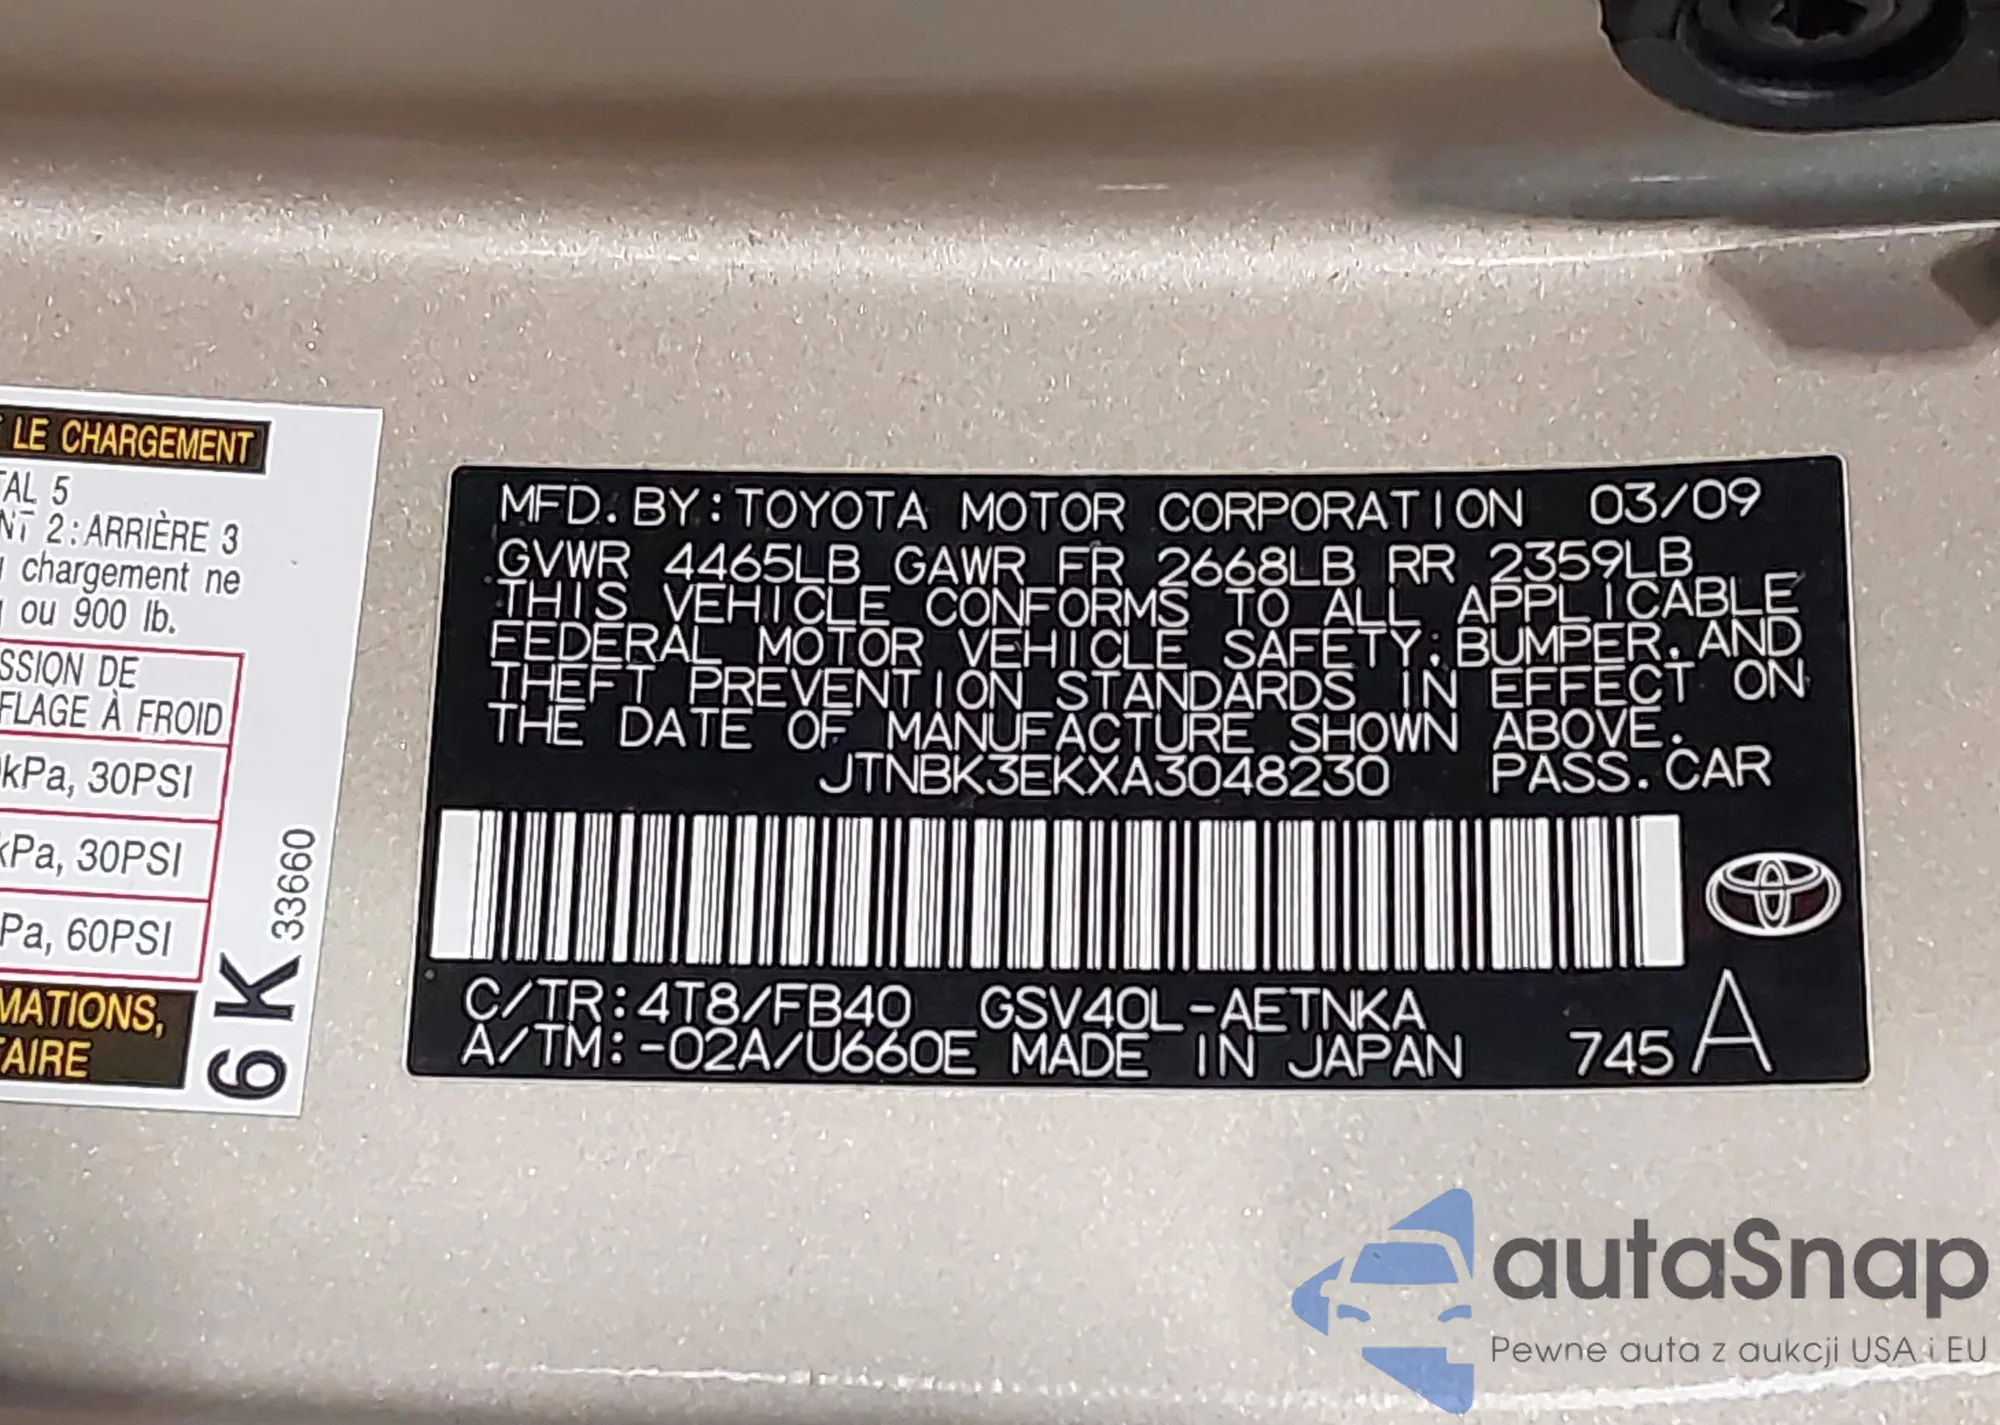 LE CHARGEMENT
TAL 5
NT 2:ARRIÈRE 3
chargement ne
ou 900 lb.
SSION DE
FLAGE À FROID
kPa, 30PSI
kPa, 30PSI
Pa, 60PSI
MATIONS,
FAIRE
6K 33660
MFD. BY:TOYOTA MOTOR CORPORATION 03/09
GVWR 4465LB GAWR FR 2668LB RR 2359LB
THIS VEHICLE CONFORMS TO ALL APPLICABLE
FEDERAL MOTOR VEHICLE SAFETY, BUMPER, AND
THEFT PREVENTION STANDARDS IN EFFECT ON
THE DATE OF MANUFACTURE SHOWN ABOVE.
JTNBK3EKXA3048230 PASS. CAR
C/TR:4T8/FB40 GSV40L-AETNKA
A/TM:-02A/U660E MADE IN JAPAN 745 A
autaSnap
Pewne auta z aukcji USA i EU